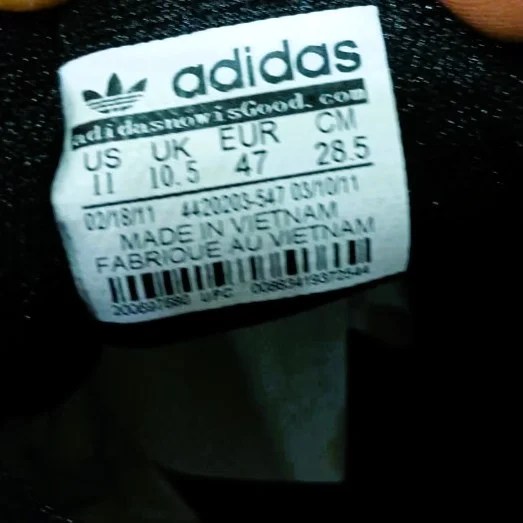 adidas
adidasnowisGood.com
US UK EUR CM
11 10.5 47 28.5
02/18/11 4420203-547 03/10/11
MADE IN VIETNAM
FABRIQUE AU VIETNAM
UPC